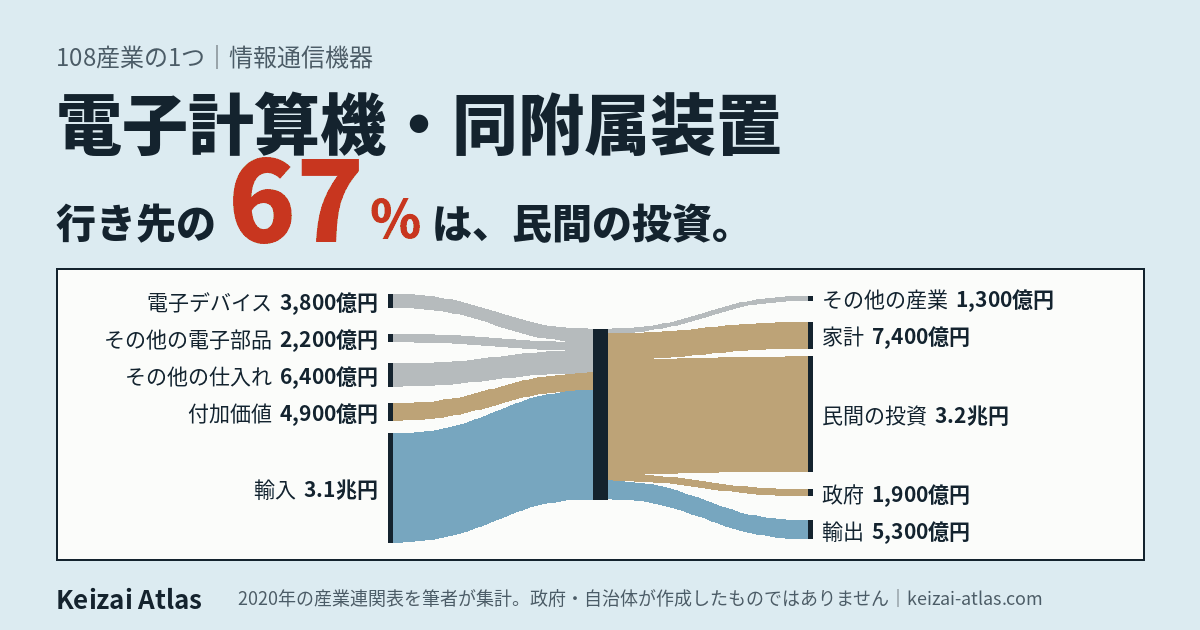 108産業の1つ｜情報通信機器
電子計算機・同附属装置
行き先の 67% は、民間の投資。
電子デバイス 3,800億円
その他の電子部品 2,200億円
その他の仕入れ 6,400億円
付加価値 4,900億円
輸入 3.1兆円
その他の産業 1,300億円
家計 7,400億円
民間の投資 3.2兆円
政府 1,900億円
輸出 5,300億円
Keizai Atlas 2020年の産業連関表を筆者が集計。政府・自治体が作成したものではありません｜keizai-atlas.com